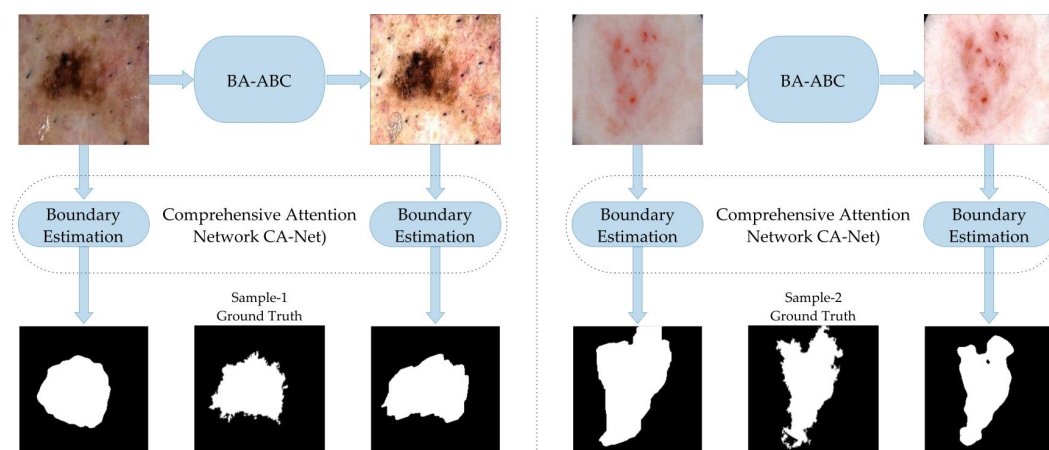 BA-ABC
BA-ABC
Boundary
Estimation
Comprehensive Attention
Network CA-Net)
Boundary
Estimation
Boundary
Estimation
Comprehensive Attention
Network CA-Net)
Boundary
Estimation
Sample-1
Ground Truth
Sample-2
Ground Truth